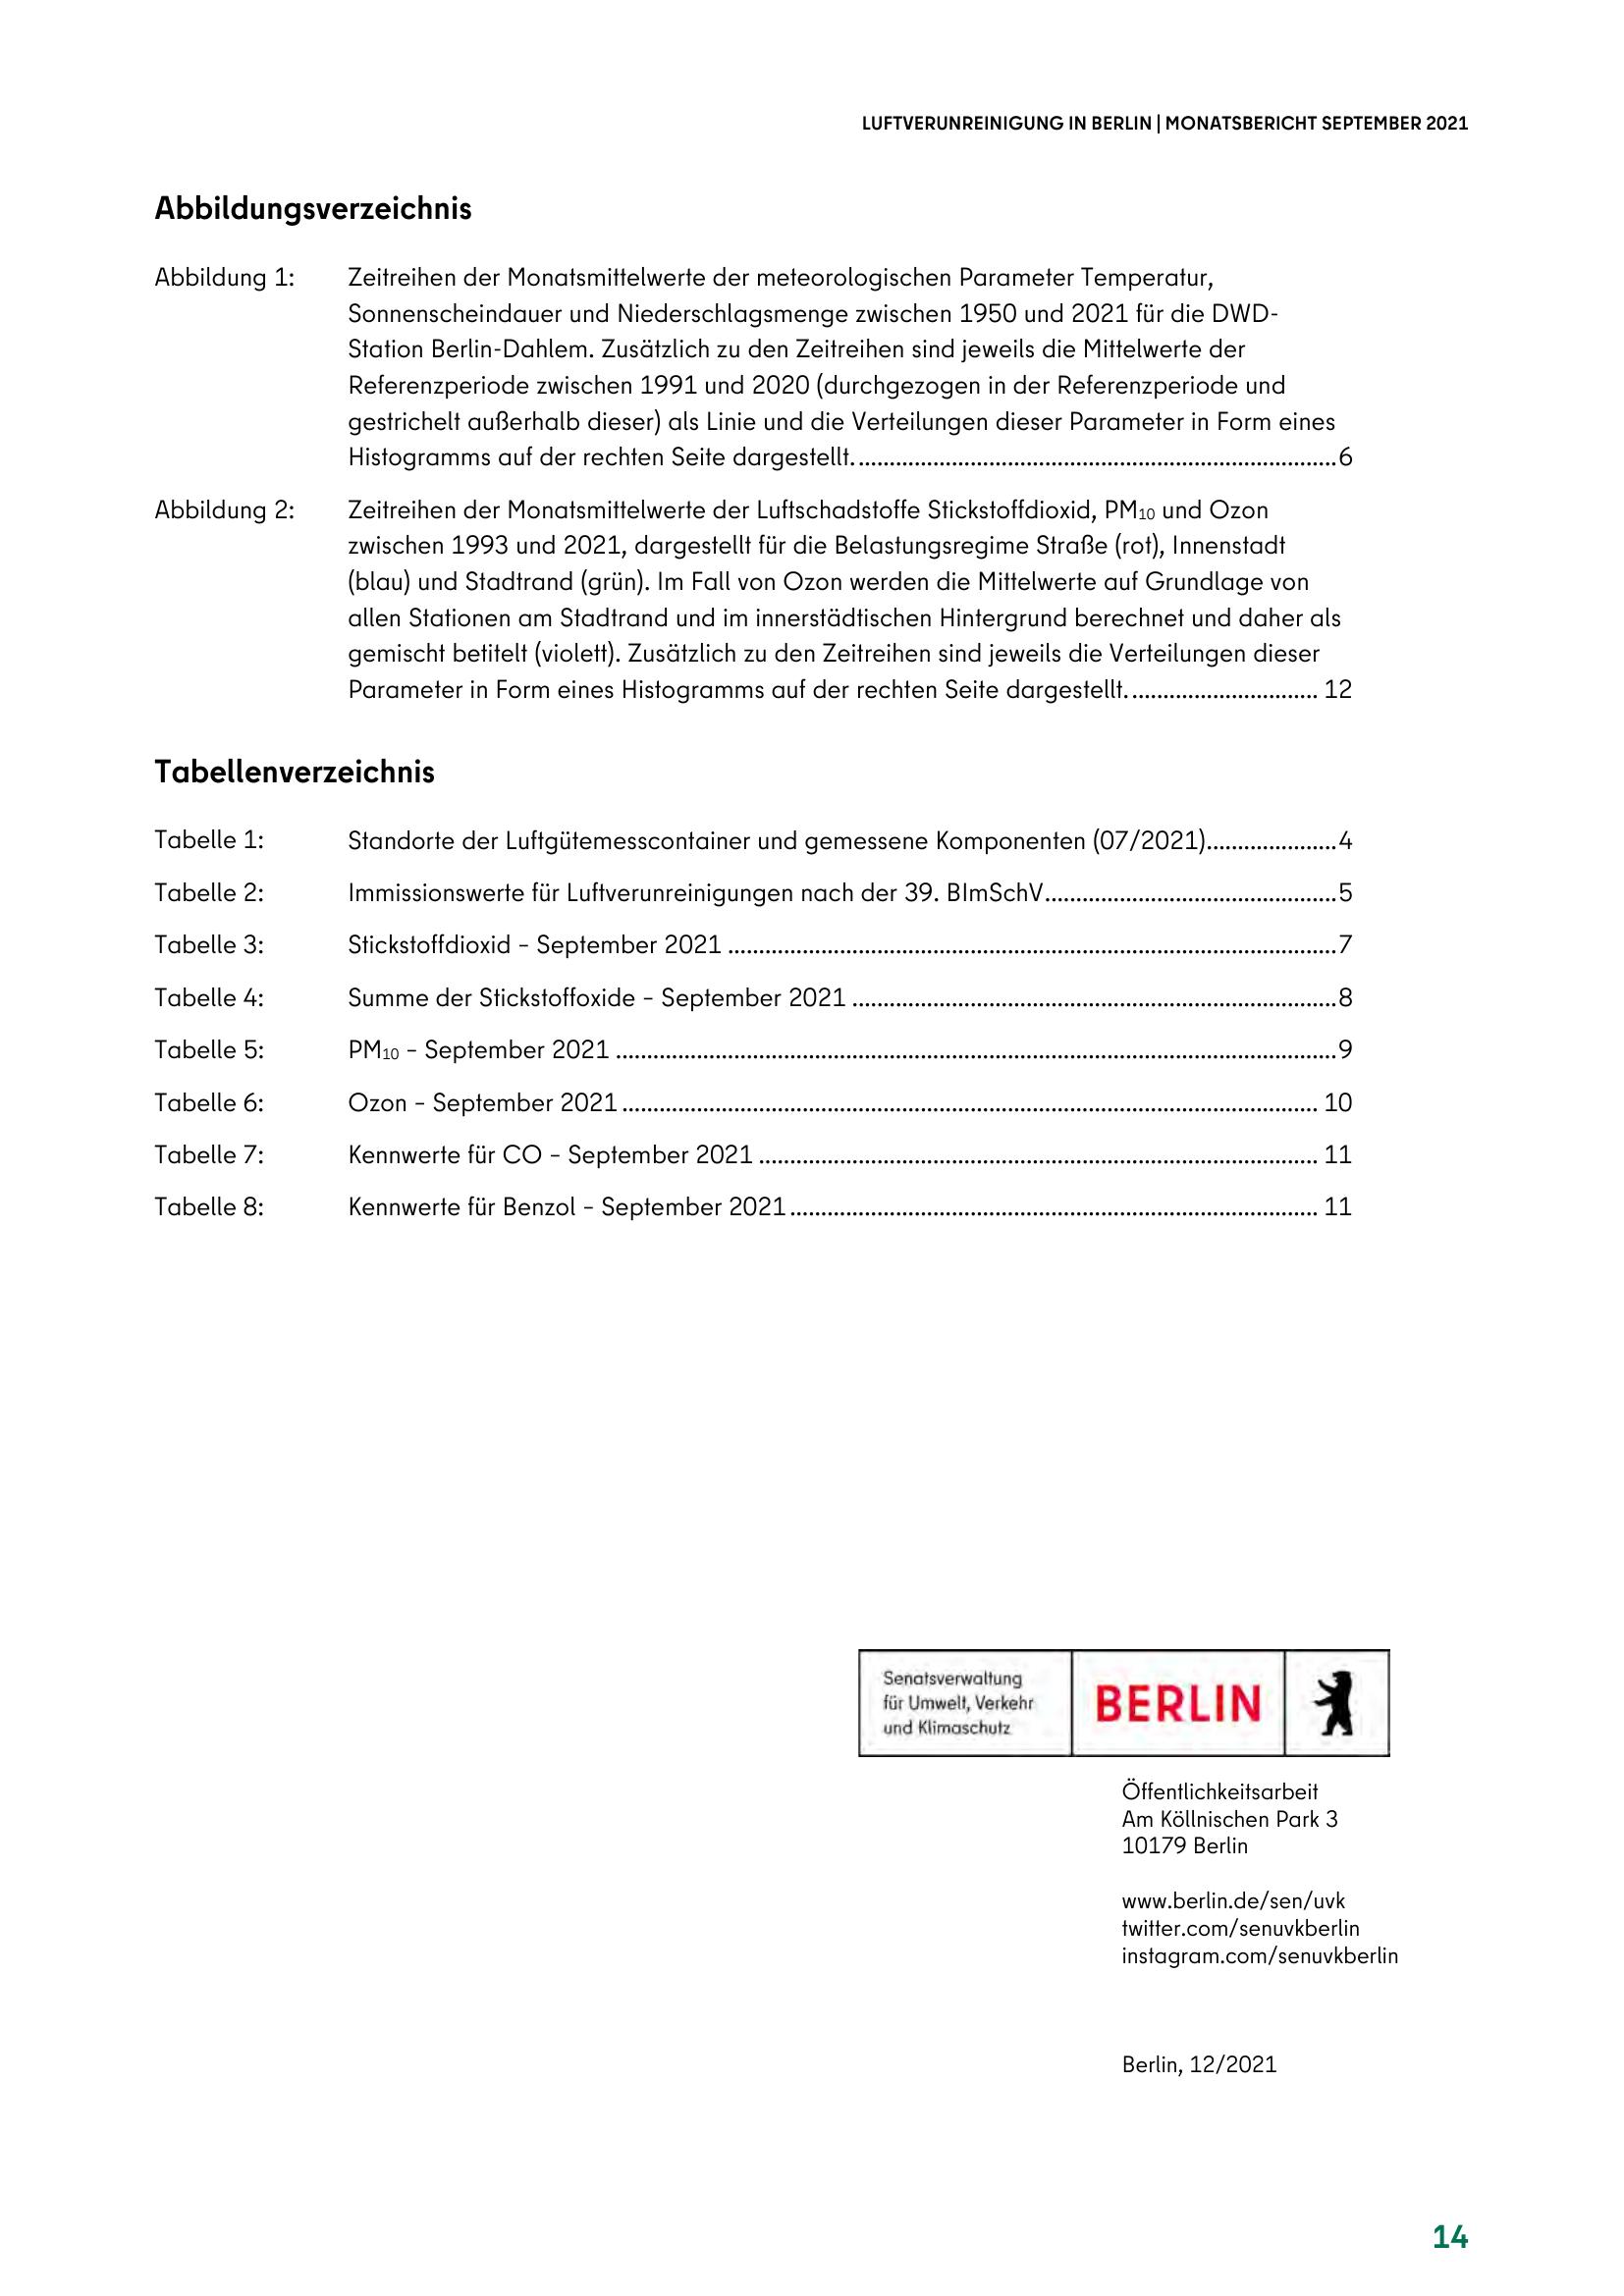 LUFTVERUNREINIGUNG IN BERLIN | MONATSBERICHT SEPTEMBER 2021
Abbildungsverzeichnis
Abbildung 1: Zeitreihen der Monatsmittelwerte der meteorologischen Parameter Temperatur,
Sonnenscheindauer und Niederschlagsmenge zwischen 1950 und 2021 für die DWD-
Station Berlin-Dahlem. Zusätzlich zu den Zeitreihen sind jeweils die Mittelwerte der
Referenzperiode zwischen 1991 und 2020 (durchgezogen in der Referenzperiode und
gestrichelt außerhalb dieser) als Linie und die Verteilungen dieser Parameter in Form eines
Histogramms auf der rechten Seite dargestellt. ............................................................................. 6
Abbildung 2: Zeitreihen der Monatsmittelwerte der Luftschadstoffe Stickstoffdioxid, PM₁₀ und Ozon
zwischen 1993 und 2021, dargestellt für die Belastungsregime Straße (rot), Innenstadt
(blau) und Stadtrand (grün). Im Fall von Ozon werden die Mittelwerte auf Grundlage von
allen Stationen am Stadtrand und im innerstädtischen Hintergrund berechnet und daher als
gemischt betitelt (violett). Zusätzlich zu den Zeitreihen sind jeweils die Verteilungen dieser
Parameter in Form eines Histogramms auf der rechten Seite dargestellt. .............................. 12
Tabellenverzeichnis
Tabelle 1: Standorte der Luftgütemesscontainer und gemessene Komponenten (07/2021)..................... 4
Tabelle 2: Immissionswerte für Luftverunreinigungen nach der 39. BImSchV............................................... 5
Tabelle 3: Stickstoffdioxid – September 2021 .................................................................................................. 7
Tabelle 4: Summe der Stickstoffoxide – September 2021 .............................................................................. 8
Tabelle 5: PM₁₀ – September 2021 .................................................................................................................... 9
Tabelle 6: Ozon – September 2021 ................................................................................................................ 10
Tabelle 7: Kennwerte für CO – September 2021 .......................................................................................... 11
Tabelle 8: Kennwerte für Benzol – September 2021 ..................................................................................... 11
Senatsverwaltung
für Umwelt, Verkehr
und Klimaschutz
BERLIN
Öffentlichkeitsarbeit
Am Köllnischen Park 3
10179 Berlin
www.berlin.de/sen/uvk
twitter.com/senuvkberlin
instagram.com/senuvkberlin
Berlin, 12/2021
14